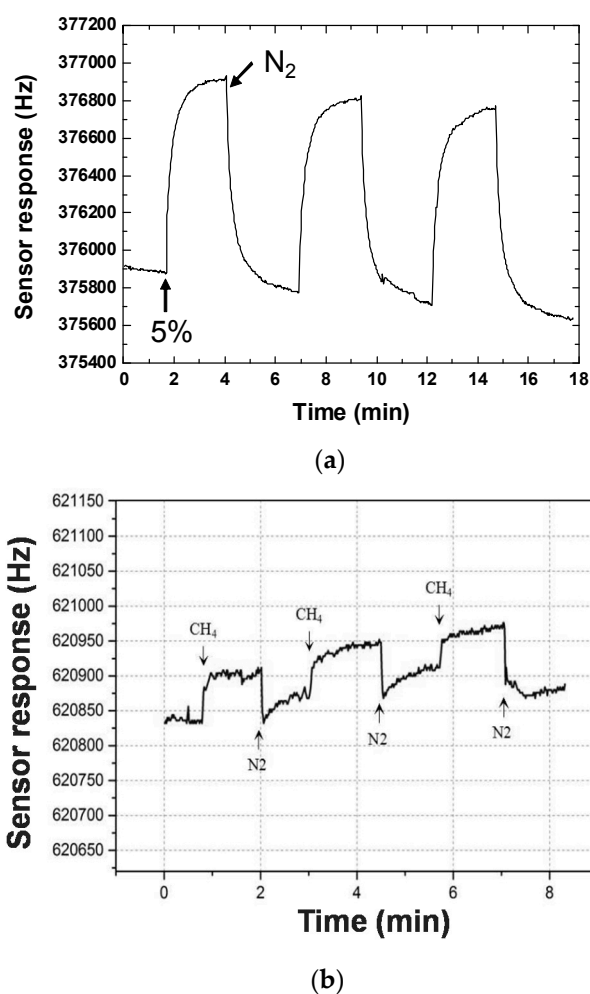 377200
377000
376800
376600
376400
376200
376000
375800
375600
375400
Sensor response (Hz)
N₂
5%
0 2 4 6 8 10 12 14 16 18
Time (min)
(a)
621150
621100
621050
621000
620950
620900
620850
620800
620750
620700
620650
Sensor response (Hz)
CH₄
CH₄
CH₄
N2
N2
N2
0 2 4 6 8
Time (min)
(b)